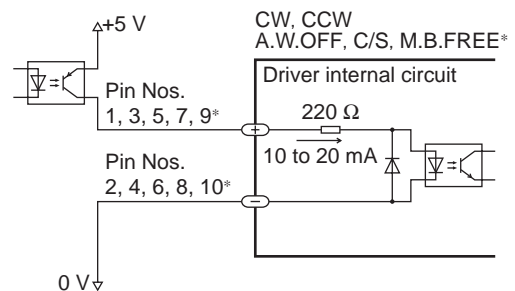 +5 V
CW, CCW
A.W.OFF, C/S, M.B.FREE*
Driver internal circuit
Pin Nos.
1, 3, 5, 7, 9*
220 Ω
+
10 to 20 mA
Pin Nos.
2, 4, 6, 8, 10*
−
0 V